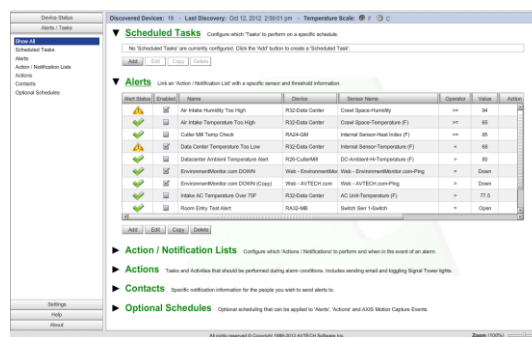 Device Status
Alerts / Tasks
Show All
Scheduled Tasks
Alerts
Action / Notification Lists
Actions
Contacts
Optional Schedules
Settings
Help
About
Discovered Devices: 19 - Last Discovery: Oct 12, 2012 2:59:01 pm - Temperature Scale: F C
Scheduled Tasks Configure which 'Tasks' to perform on a specific schedule.
No 'Scheduled Tasks' are currently configured. Click the 'Add' button to create a 'Scheduled Task'.
Add Edit Copy Delete
Alerts Link an 'Action / Notification List' with a specific sensor and threshold information.
Alert Status Enabled Name Device Sensor Name Operator Value Action
Air Intake Humidity Too High R32-Data Center Crawl Space-Humidity >= 94
Air Intake Temperature Too High R32-Data Center Crawl Space-Temperature (F) >= 65
Cutler Mill Temp Check RA24-GM Internal Sensor-Heat Index (F) >= 85
Data Center Temperature Too Low R32-Data Center Internal Sensor-Temperature (F) = 68
Datacenter Ambient Temperature Alert R26-CutlerMill DC-Ambient-Hi-Temperature (F) > 80
EnvironmentMonitor.com DOWN Web - EnvironmentMon Web - EnvironmentMonitor.com-Ping = Down
EnvironmentMonitor.com DOWN (Copy) Web - AVTECH.com Web - AVTECH.com-Ping = Down
Intake AC Temperature Over 70F R32-Data Center AC Unit-Temperature (F) = 77.5
Room Entry Test Alert RA32-MB Switch Sen 1-Switch = Open
Add Edit Copy Delete
Action / Notification Lists Configure which 'Actions / Notifications' to perform and when in the event of an alarm.
Actions Tasks and Activities that should be performed during alarm conditions. Includes sending email and toggling Signal Tower lights.
Contacts Specific notification information for the people you wish to send alerts to.
Optional Schedules Optional scheduling that can be applied to 'Alerts', 'Actions' and AXIS Motion Capture Events.
All rights reserved © Copyright 1988-2012 AVTECH Software Inc.
Zoom (100%)